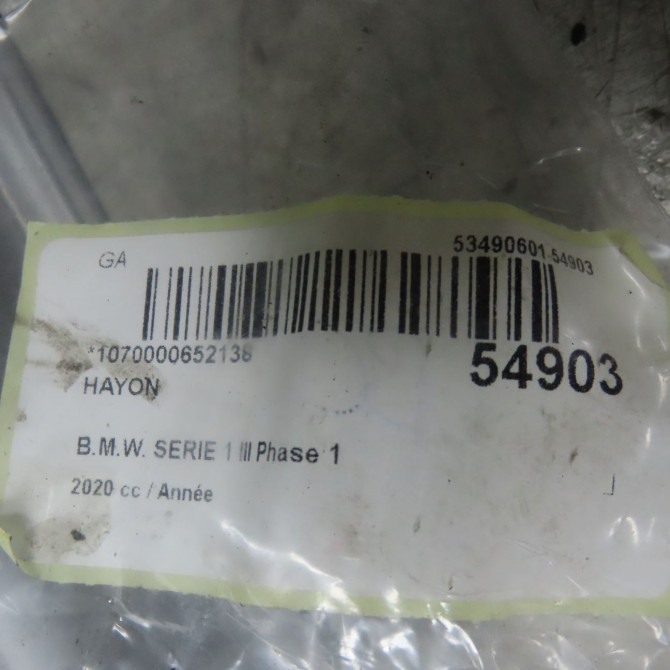 GA
53490601-54903
*1070000652136
54903
HAYON
B.M.W. SERIE 1 III Phase 1
2020 cc / Année